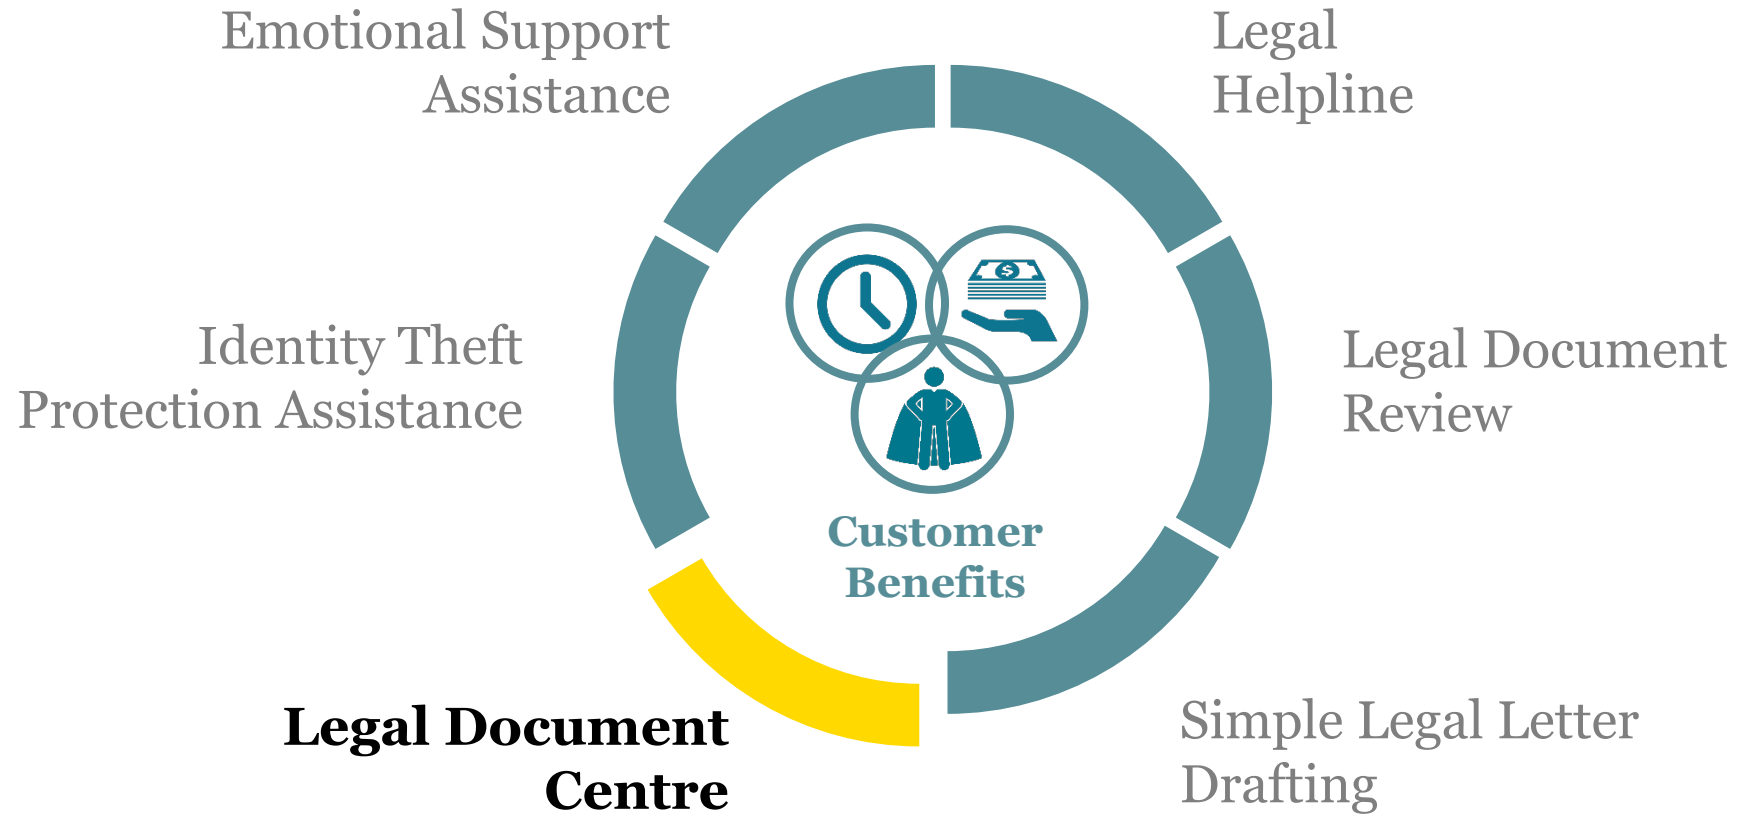 Emotional Support
Assistance
Legal
Helpline
Identity Theft
Protection Assistance
Legal Document
Review
$
Customer
Benefits
Legal Document
Centre
Simple Legal Letter
Drafting